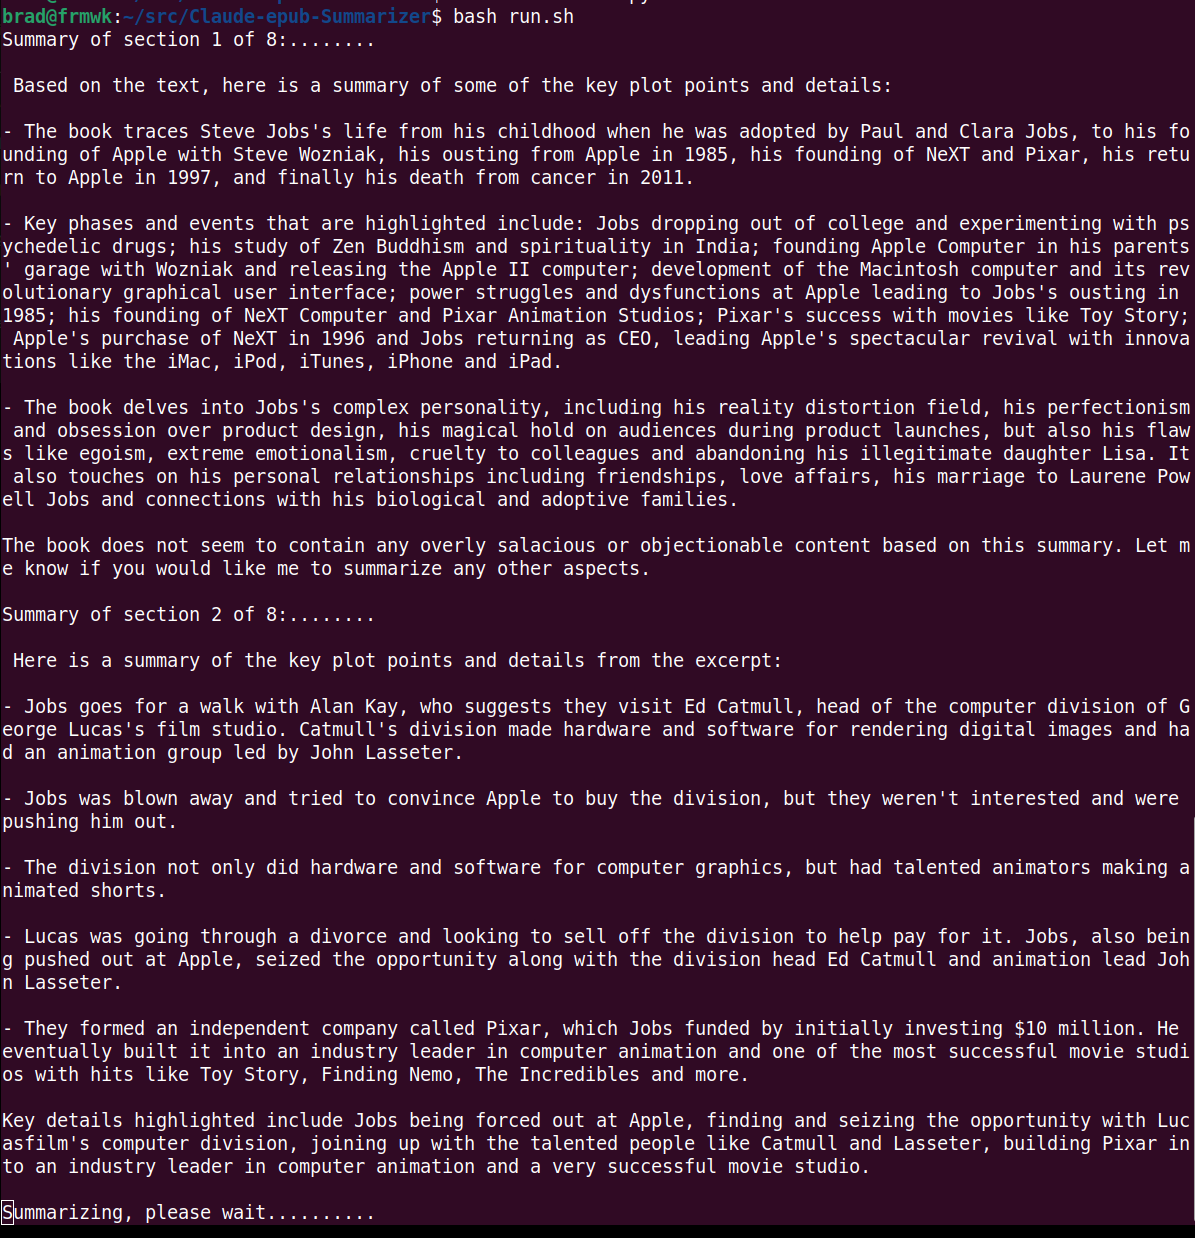 brad@frmwk:~/src/Claude-epub-Summarizer$ bash run.sh
Summary of section 1 of 8:........
Based on the text, here is a summary of some of the key plot points and details:
- The book traces Steve Jobs's life from his childhood when he was adopted by Paul and Clara Jobs, to his fo
unding of Apple with Steve Wozniak, his ousting from Apple in 1985, his founding of NeXT and Pixar, his retu
rn to Apple in 1997, and finally his death from cancer in 2011.
- Key phases and events that are highlighted include: Jobs dropping out of college and experimenting with ps
ychedelic drugs; his study of Zen Buddhism and spirituality in India; founding Apple Computer in his parents
' garage with Wozniak and releasing the Apple II computer; development of the Macintosh computer and its rev
olutionary graphical user interface; power struggles and dysfunctions at Apple leading to Jobs's ousting in
1985; his founding of NeXT Computer and Pixar Animation Studios; Pixar's success with movies like Toy Story;
Apple's purchase of NeXT in 1996 and Jobs returning as CEO, leading Apple's spectacular revival with innova
tions like the iMac, iPod, iTunes, iPhone and iPad.
- The book delves into Jobs's complex personality, including his reality distortion field, his perfectionism
and obsession over product design, his magical hold on audiences during product launches, but also his flaw
s like egoism, extreme emotionalism, cruelty to colleagues and abandoning his illegitimate daughter Lisa. It
also touches on his personal relationships including friendships, love affairs, his marriage to Laurene Pow
ell Jobs and connections with his biological and adoptive families.
The book does not seem to contain any overly salacious or objectionable content based on this summary. Let m
e know if you would like me to summarize any other aspects.
Summary of section 2 of 8:........
Here is a summary of the key plot points and details from the excerpt:
- Jobs goes for a walk with Alan Kay, who suggests they visit Ed Catmull, head of the computer division of G
eorge Lucas's film studio. Catmull's division made hardware and software for rendering digital images and ha
d an animation group led by John Lasseter.
- Jobs was blown away and tried to convince Apple to buy the division, but they weren't interested and were
pushing him out.
- The division not only did hardware and software for computer graphics, but had talented animators making a
nimated shorts.
- Lucas was going through a divorce and looking to sell off the division to help pay for it. Jobs, also bein
g pushed out at Apple, seized the opportunity along with the division head Ed Catmull and animation lead Joh
n Lasseter.
- They formed an independent company called Pixar, which Jobs funded by initially investing $10 million. He
eventually built it into an industry leader in computer animation and one of the most successful movie studi
os with hits like Toy Story, Finding Nemo, The Incredibles and more.
Key details highlighted include Jobs being forced out at Apple, finding and seizing the opportunity with Luc
asfilm's computer division, joining up with the talented people like Catmull and Lasseter, building Pixar in
to an industry leader in computer animation and a very successful movie studio.
Summarizing, please wait..........